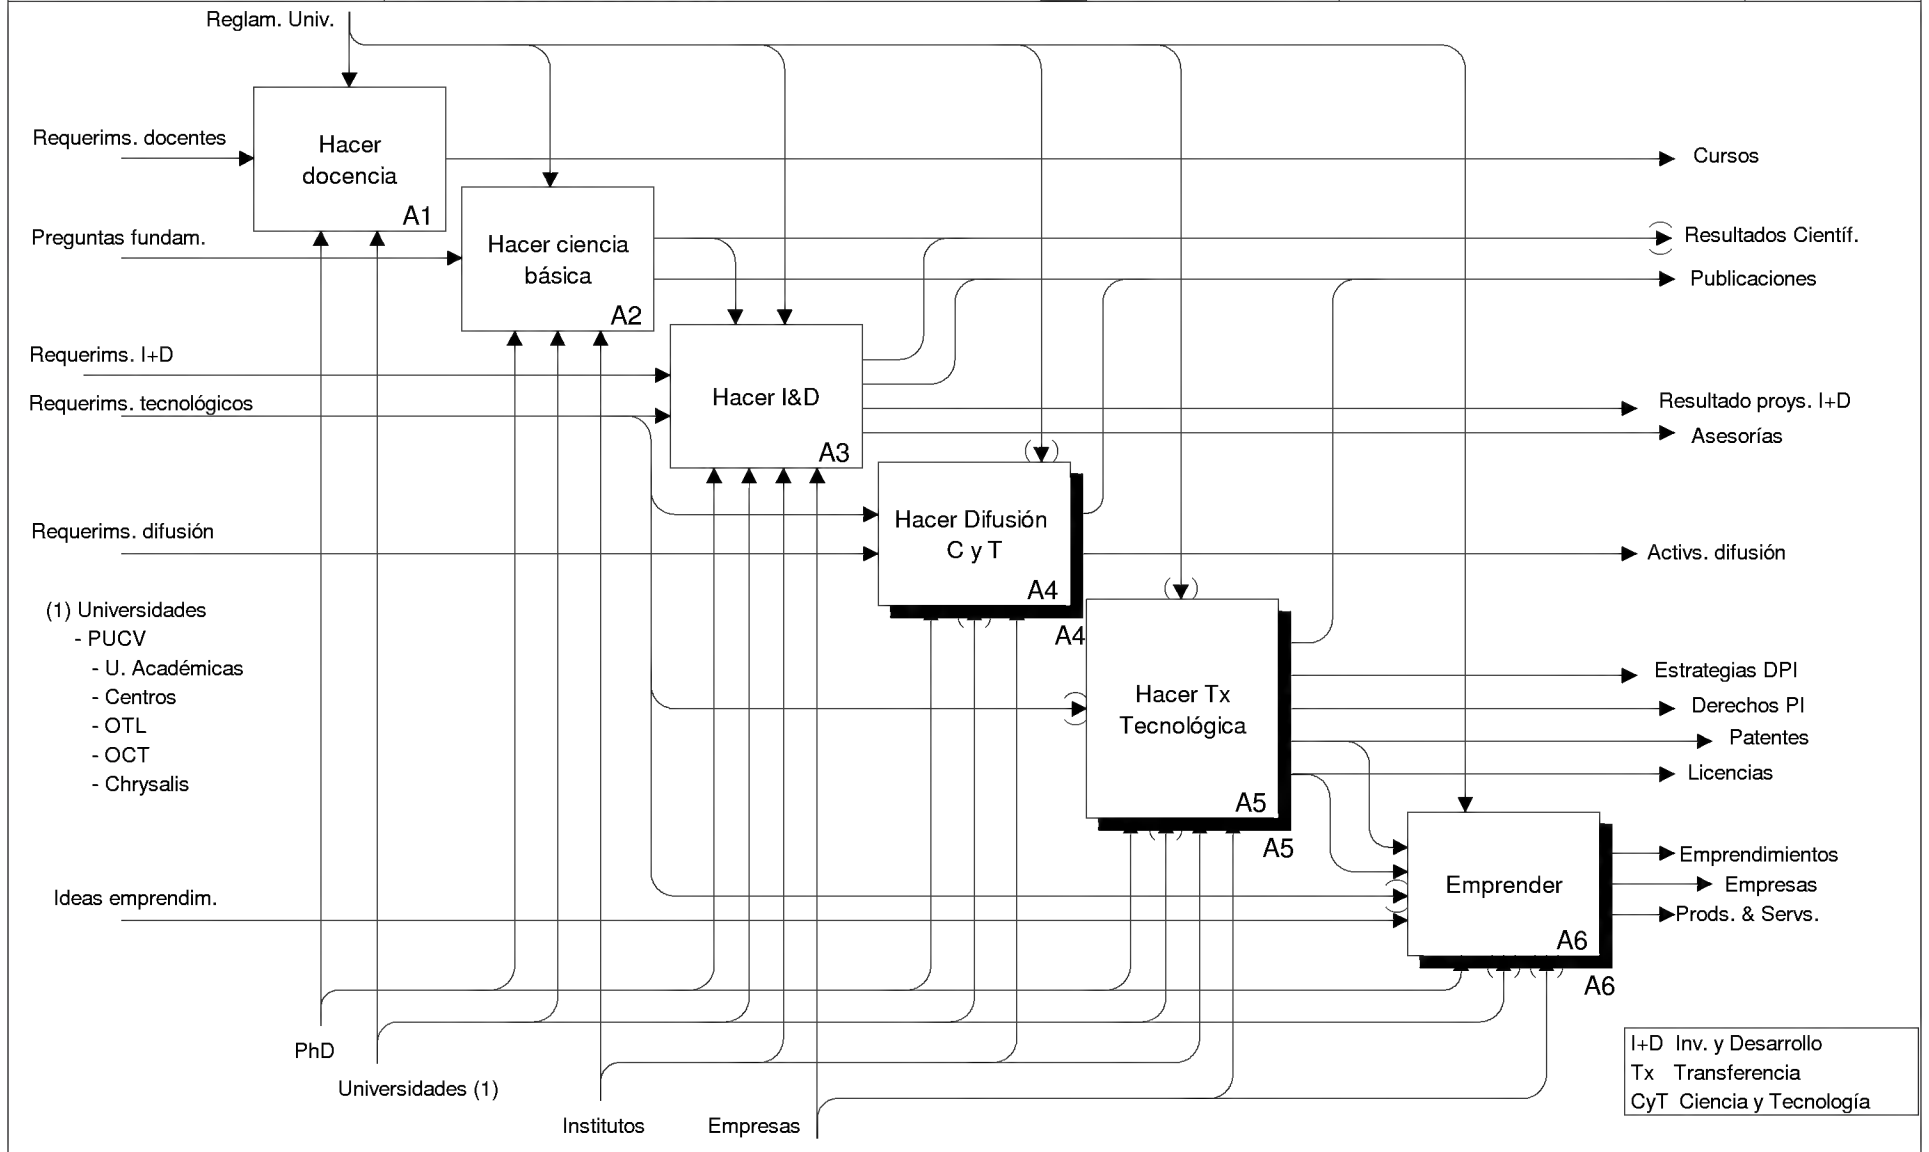 Reglam. Univ.
Requerims. docentes
Hacer
docencia
A1
Cursos
Preguntas fundam.
Hacer ciencia
básica
A2
Resultados Científ.
Publicaciones
Requerims. I+D
Requerims. tecnológicos
Hacer I&D
A3
Resultado proys. I+D
Asesorías
Requerims. difusión
Hacer Difusión
C y T
A4
A4
Activs. difusión
(1) Universidades
- PUCV
- U. Académicas
- Centros
- OTL
- OCT
- Chrysalis
Hacer Tx
Tecnológica
A5
A5
Estrategias DPI
Derechos PI
Patentes
Licencias
Ideas emprendim.
Emprender
A6
A6
Emprendimientos
Empresas
Prods. & Servs.
PhD
Universidades (1)
Institutos
Empresas
I+D Inv. y Desarrollo
Tx Transferencia
CyT Ciencia y Tecnología